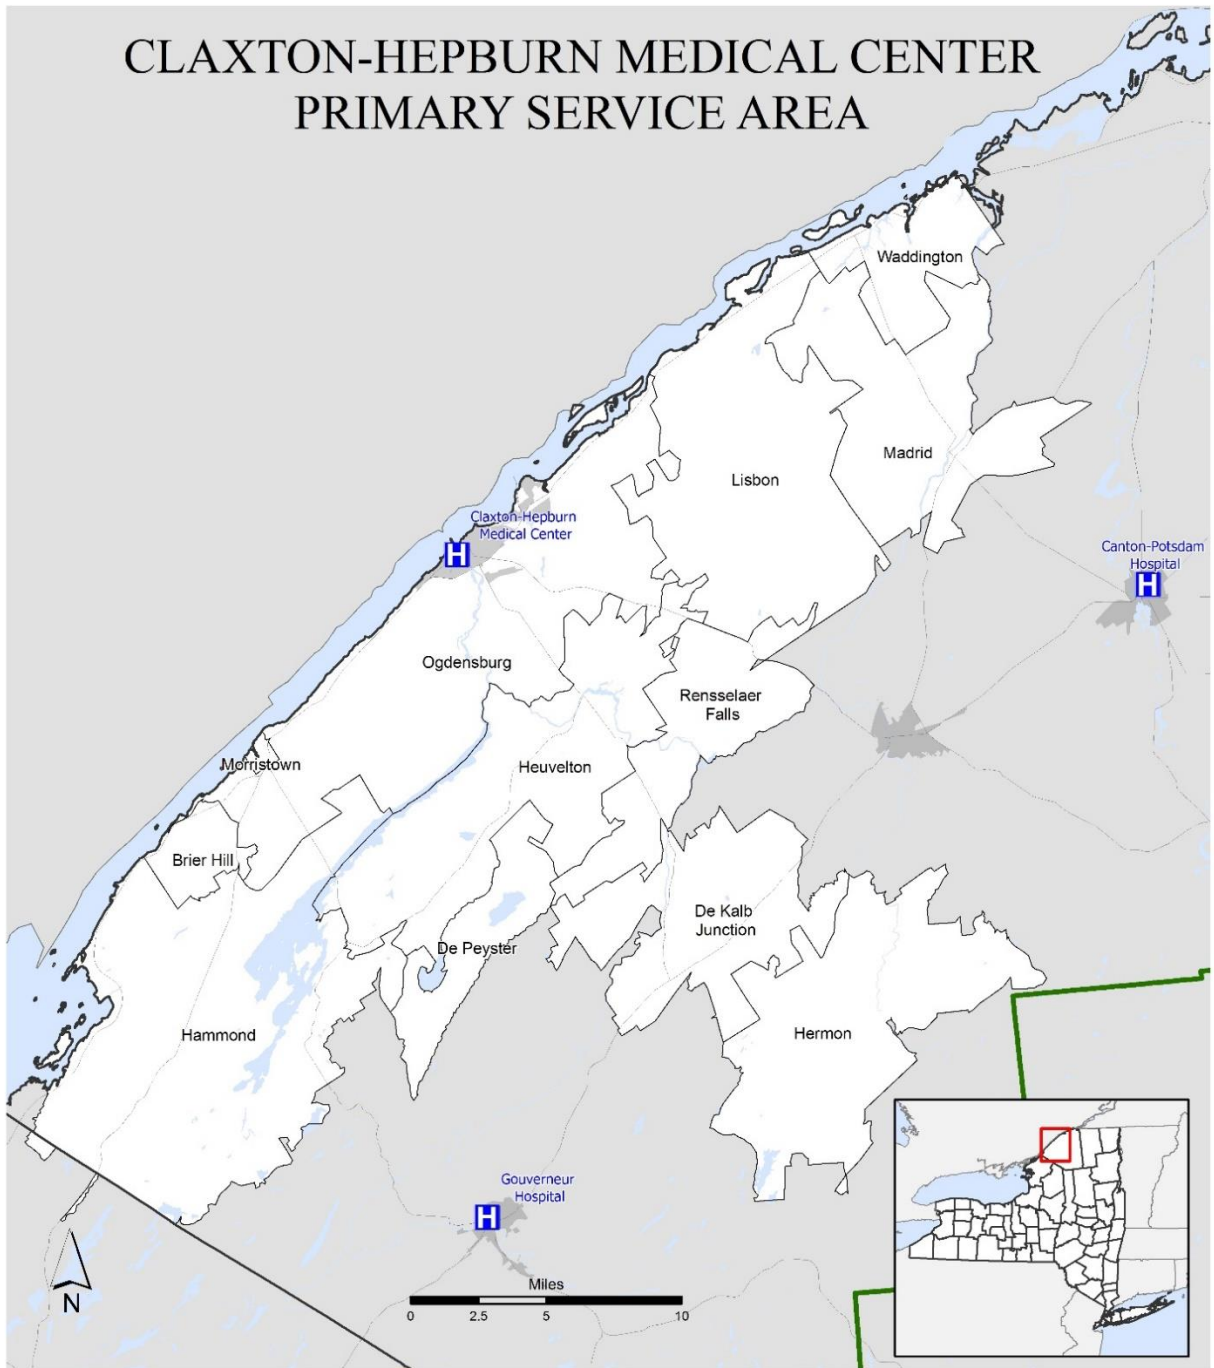 CLAXTON-HEPBURN MEDICAL CENTER
PRIMARY SERVICE AREA
Waddington
Madrid
Lisbon
Claxton-Hepburn
Medical Center
H
Canton-Potsdam
Hospital
H
Ogdensburg
Rensselaer
Falls
Morristown
Heuvelton
Brier Hill
De Kalb
Junction
De Peyster
Hammond
Hermon
Gouverneur
Hospital
H
N
Miles
0 2.5 5 10